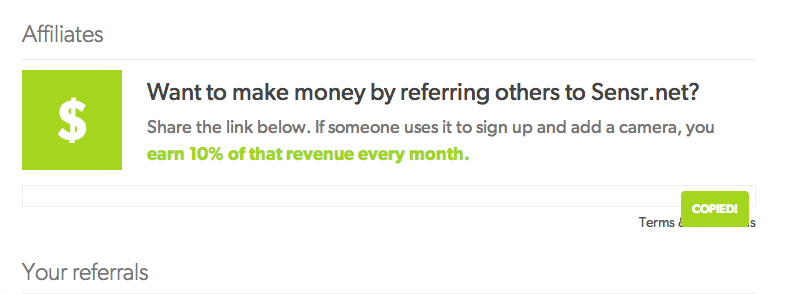 Affiliates
$
Want to make money by referring others to Sensr.net?
Share the link below. If someone uses it to sign up and add a camera, you
earn 10% of that revenue every month.
COPIED!
Terms
Your referrals